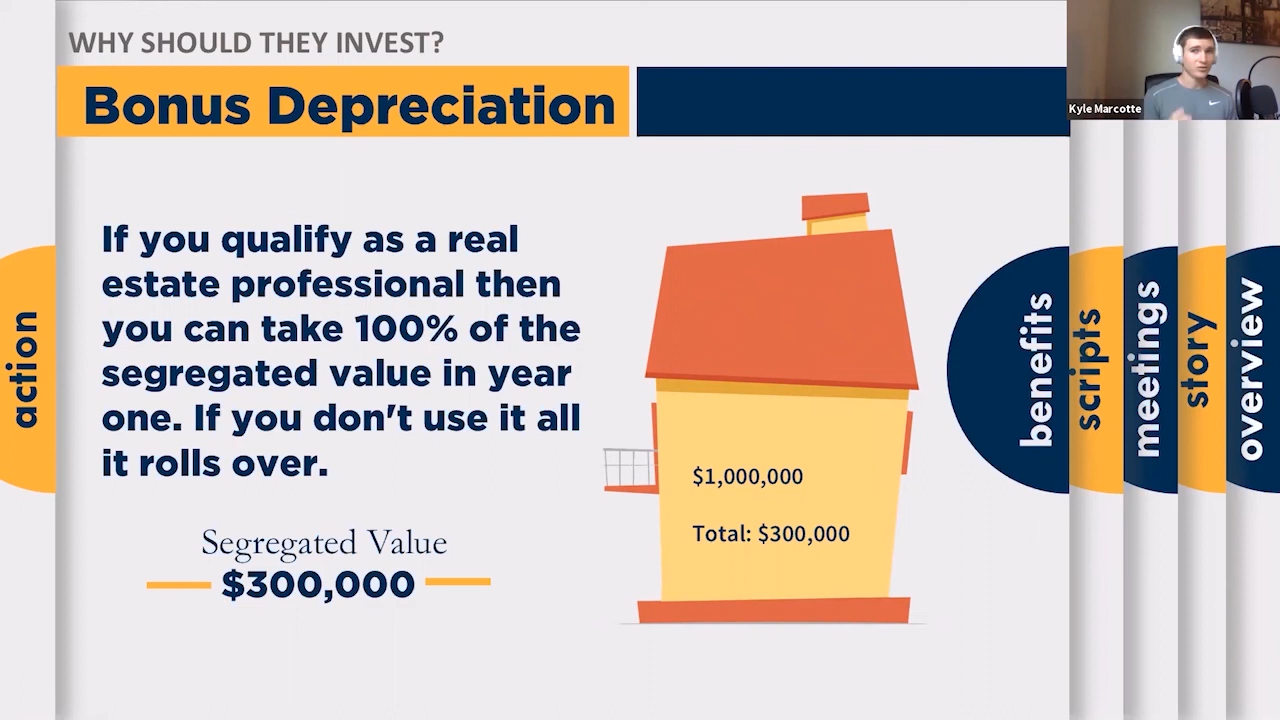 WHY SHOULD THEY INVEST?
Bonus Depreciation
Kyle Marcotte
If you qualify as a real
estate professional then
you can take 100% of the
segregated value in year
one. If you don't use it all
it rolls over.
Segregated Value
$300,000
$1,000,000
Total: $300,000
action
benefits
scripts
meetings
story
overview